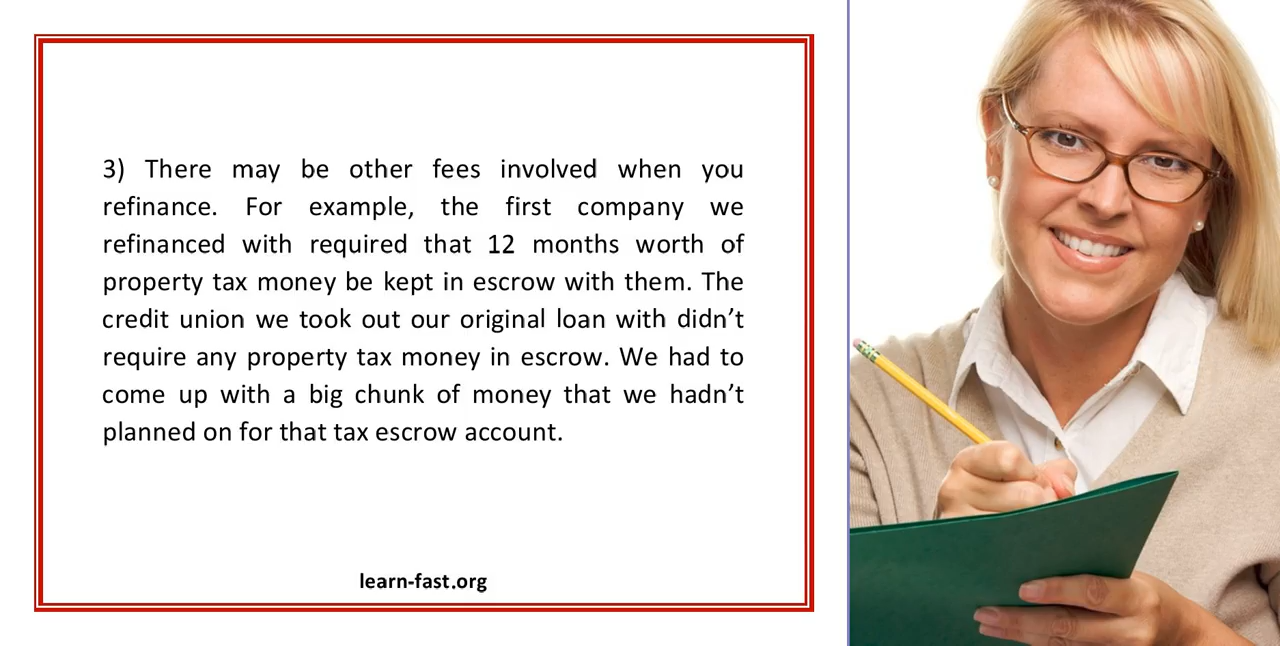 3) There may be other fees involved when you
refinance. For example, the first company we
refinanced with required that 12 months worth of
property tax money be kept in escrow with them. The
credit union we took out our original loan with didn’t
require any property tax money in escrow. We had to
come up with a big chunk of money that we hadn’t
planned on for that tax escrow account.
learn-fast.org